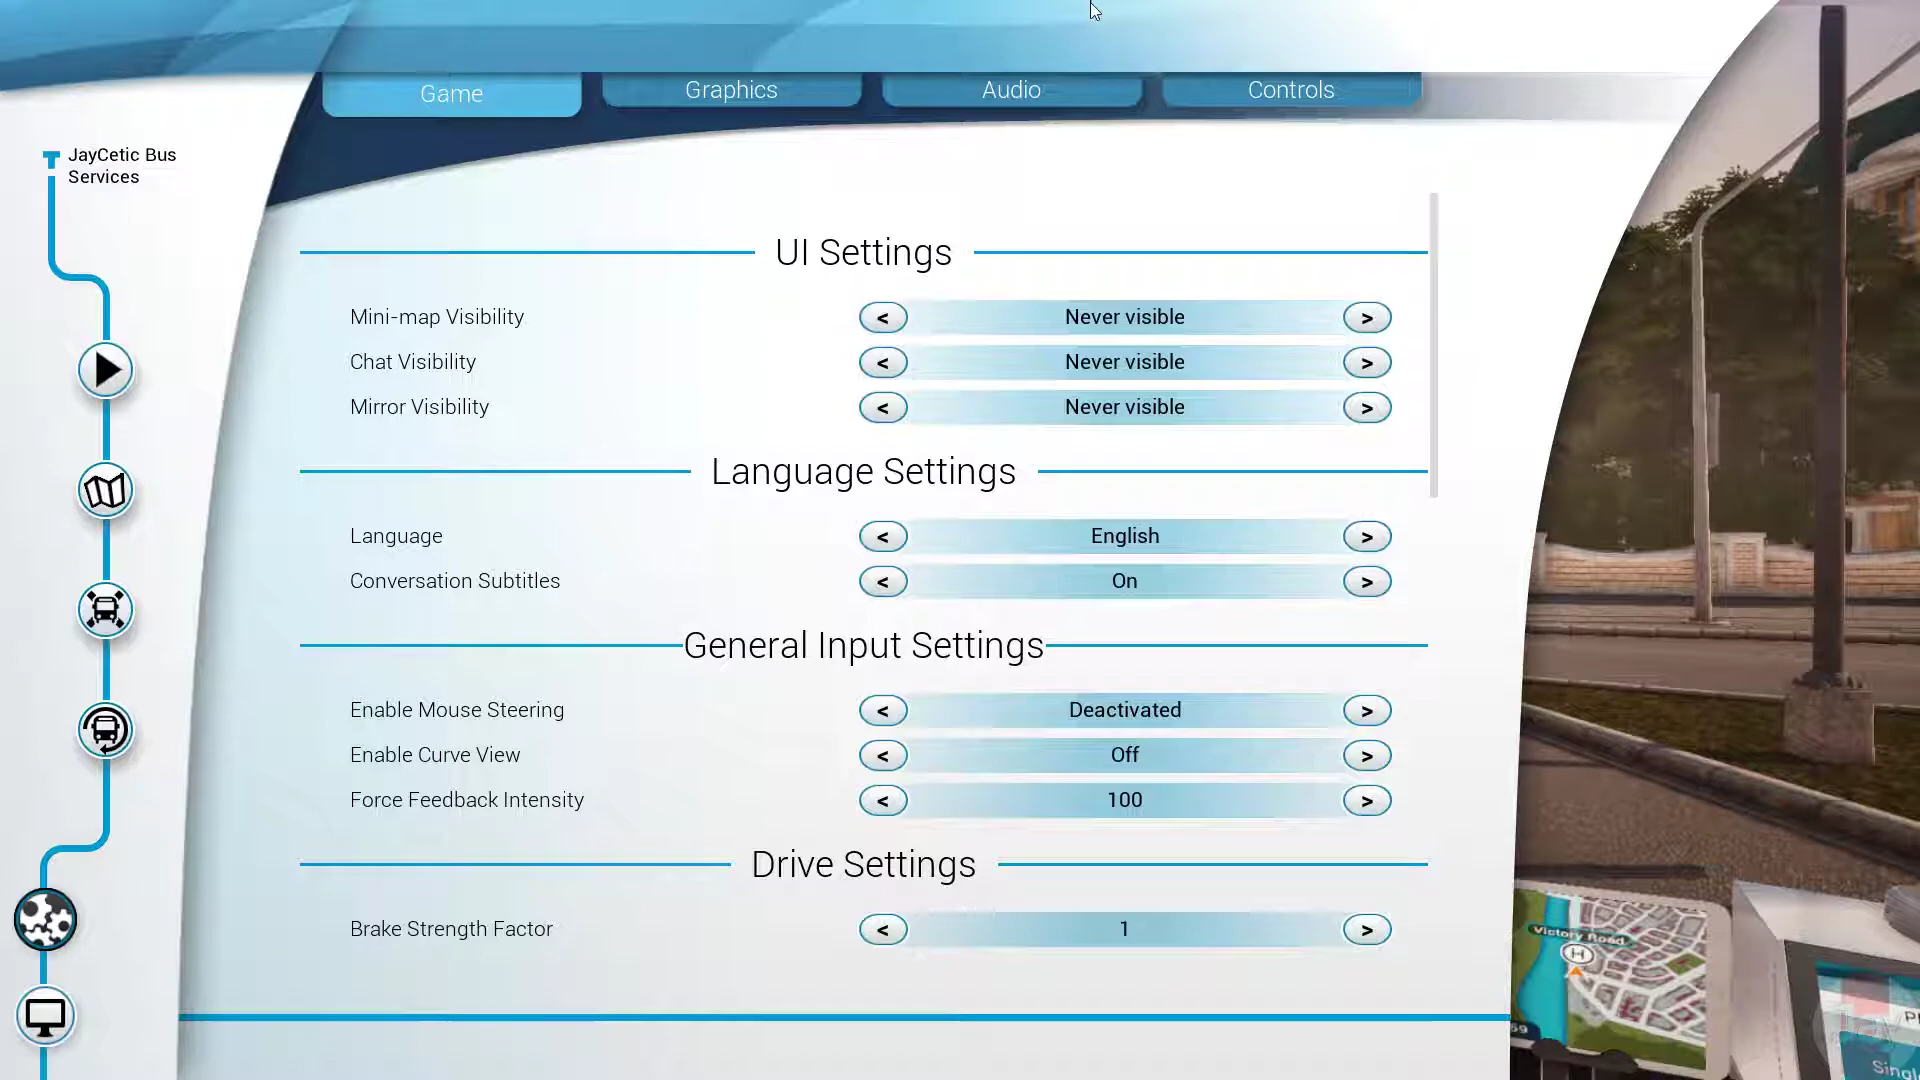 Game
Graphics
Audio
Controls
JayCetic Bus
Services
UI Settings
Mini-map Visibility
< Never visible >
Chat Visibility
< Never visible >
Mirror Visibility
< Never visible >
Language Settings
Language
< English >
Conversation Subtitles
< On >
General Input Settings
Enable Mouse Steering
< Deactivated >
Enable Curve View
< Off >
Force Feedback Intensity
< 100 >
Drive Settings
Brake Strength Factor
< 1 >
Victory Road
H
59